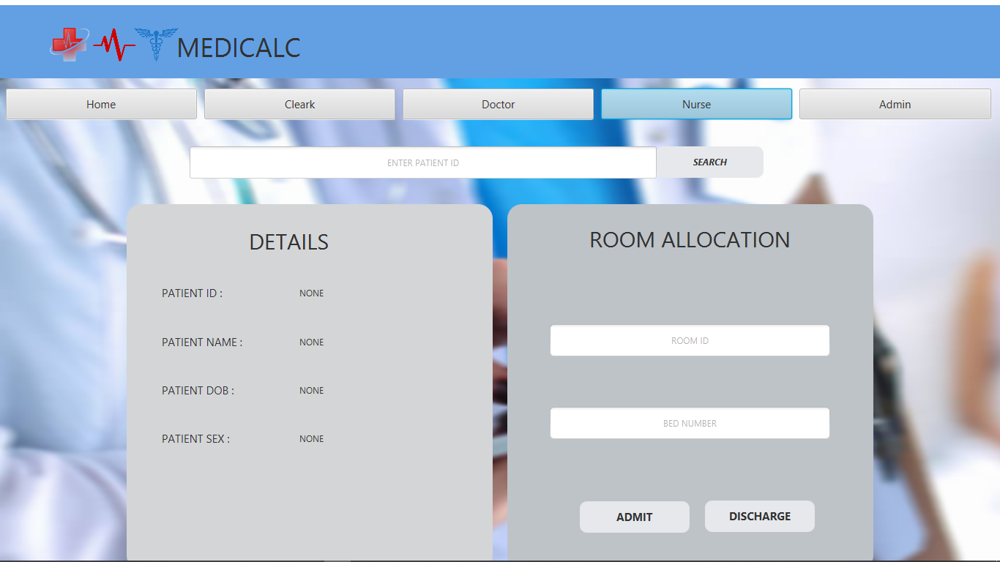 MEDICALC
Home
Cleark
Doctor
Nurse
Admin
ENTER PATIENT ID
SEARCH
DETAILS
PATIENT ID :
NONE
PATIENT NAME :
NONE
PATIENT DOB :
NONE
PATIENT SEX :
NONE
ROOM ALLOCATION
ROOM ID
BED NUMBER
ADMIT
DISCHARGE